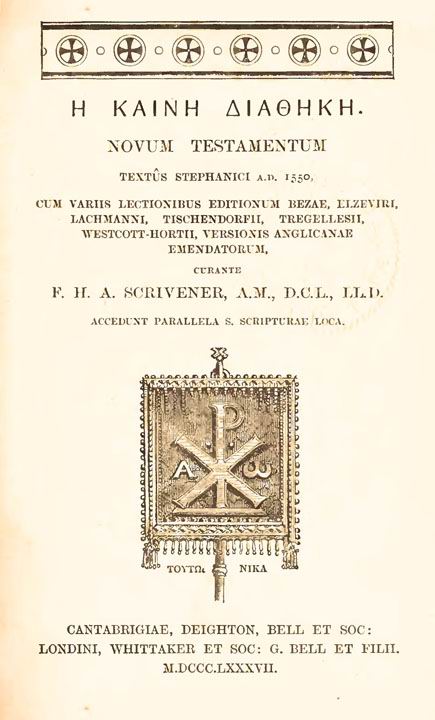 Η ΚΑΙΝΗ ΔΙΑΘΗΚΗ.
NOVUM TESTAMENTUM
TEXTÛS STEPHANICI A.D. 1550,
CUM VARIIS LECTIONIBUS EDITIONUM BEZAE, ELZEVIRI,
LACHMANNI, TISCHENDORFII, TREGELLESII,
WESTCOTT-HORTII, VERSIONIS ANGLICANAE
EMENDATORUM,
CURANTE
F. H. A. SCRIVENER, A.M., D.C.L., LL.D.
ACCEDUNT PARALLELA S. SCRIPTURAE LOCA.
Α Ω
ΤΟΥΤΩι ΝΙΚΑ
CANTABRIGIAE, DEIGHTON, BELL ET SOC:
LONDINI, WHITTAKER ET SOC: G. BELL ET FILII.
M.DCCC.LXXXVII.